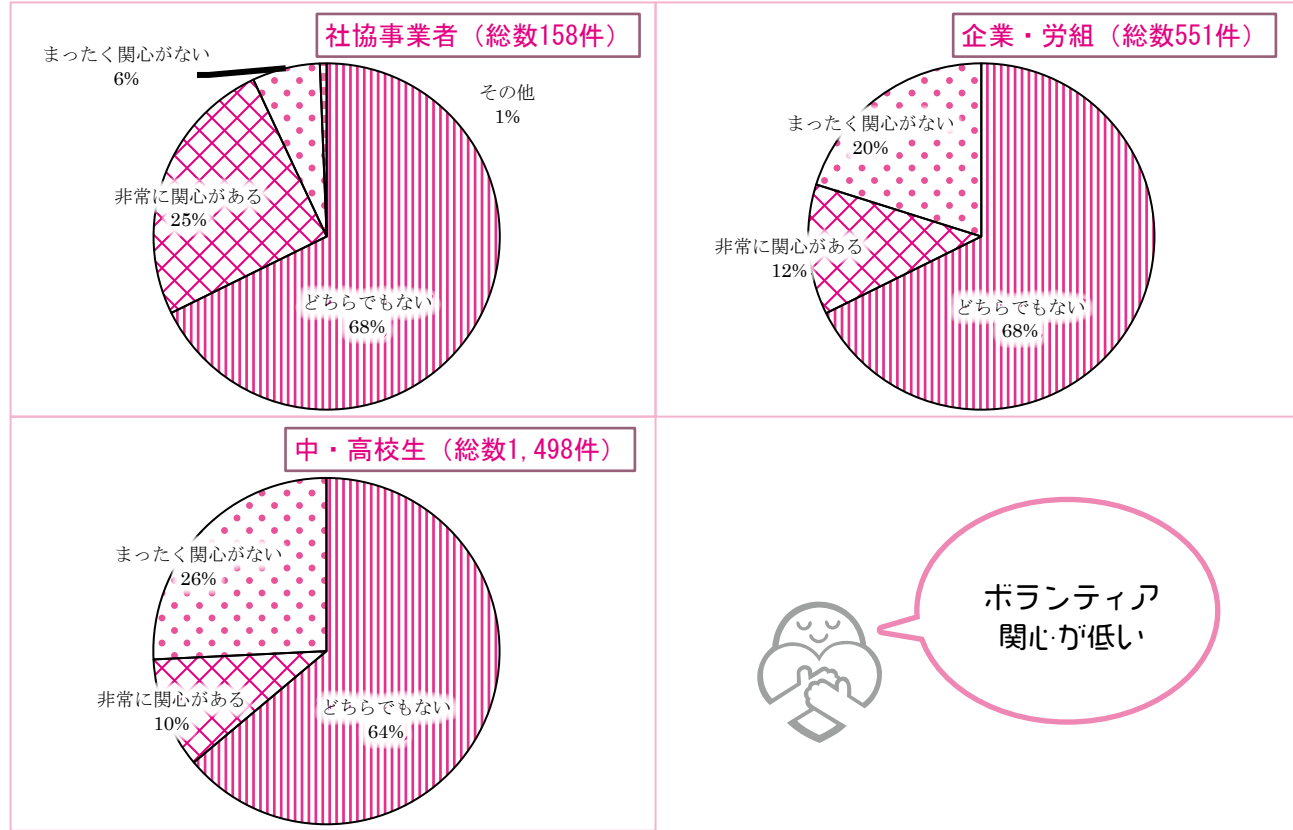 社協事業者（総数158件）
まったく関心がない
6%
その他
1%
非常に関心がある
25%
どちらでもない
68%
企業・労組（総数551件）
まったく関心がない
20%
非常に関心がある
12%
どちらでもない
68%
中・高校生（総数1,498件）
まったく関心がない
26%
非常に関心がある
10%
どちらでもない
64%
ボランティア
関心が低い